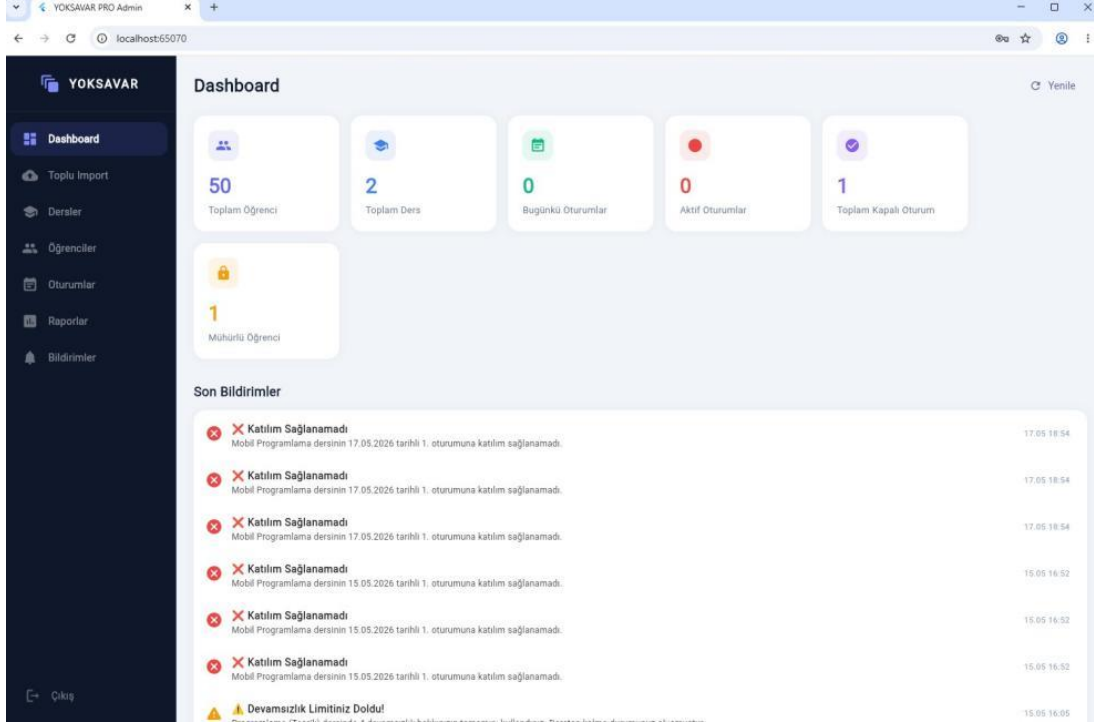 YOKSAVAR PRO Admin
localhost:65070
YOKSAVAR
Dashboard
Toplu Import
Dersler
Öğrenciler
Oturumlar
Raporlar
Bildirimler
Çıkış
Dashboard
Yenile
50
Toplam Öğrenci
2
Toplam Ders
0
Bugünkü Oturumlar
0
Aktif Oturumlar
1
Toplam Kapalı Oturum
1
Mühürlü Öğrenci
Son Bildirimler
❌ Katılım Sağlanamadı
Mobil Programlama dersinin 17.05.2026 tarihli 1. oturumuna katılım sağlanamadı.
17.05 18:54
❌ Katılım Sağlanamadı
Mobil Programlama dersinin 17.05.2026 tarihli 1. oturumuna katılım sağlanamadı.
17.05 18:54
❌ Katılım Sağlanamadı
Mobil Programlama dersinin 17.05.2026 tarihli 1. oturumuna katılım sağlanamadı.
17.05 18:54
❌ Katılım Sağlanamadı
Mobil Programlama dersinin 15.05.2026 tarihli 1. oturumuna katılım sağlanamadı.
15.05 16:52
❌ Katılım Sağlanamadı
Mobil Programlama dersinin 15.05.2026 tarihli 1. oturumuna katılım sağlanamadı.
15.05 16:52
❌ Katılım Sağlanamadı
Mobil Programlama dersinin 15.05.2026 tarihli 1. oturumuna katılım sağlanamadı.
15.05 16:52
⚠️ Devamsızlık Limitiniz Doldu!
15.05 16:05